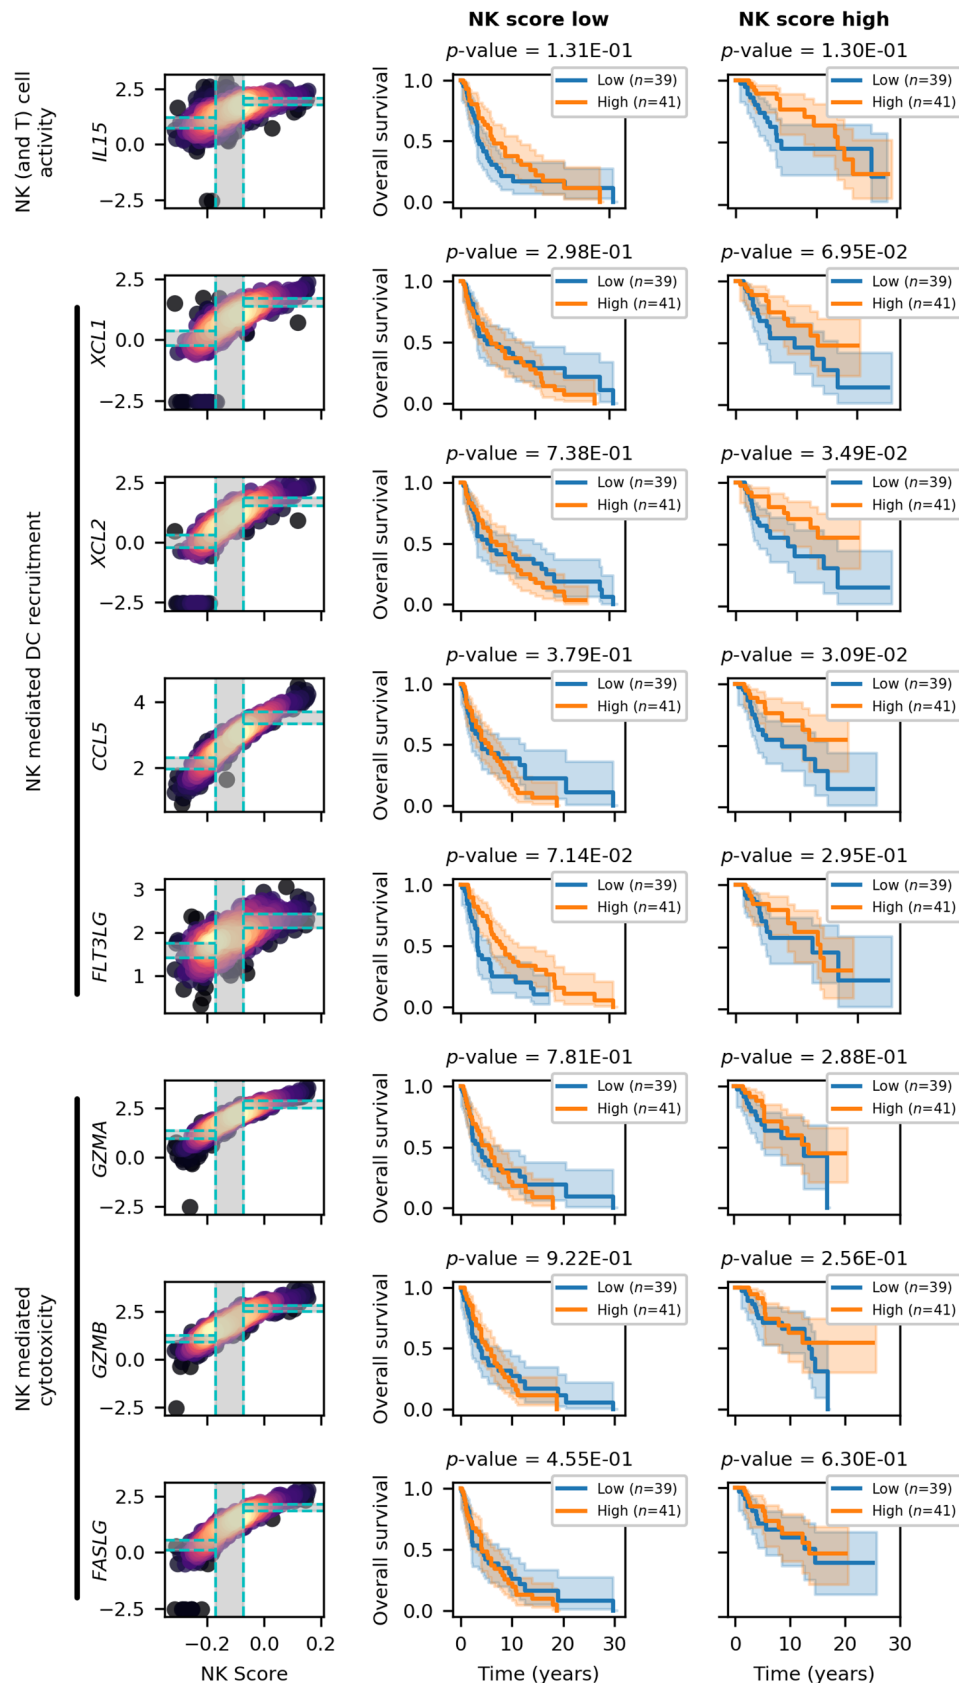 NK score low
NK score high
NK (and T) cell
activity
IL15
2.5
0.0
−2.5
p-value = 1.31E-01
Overall survival
1.0
0.5
0.0
Low (n=39)
High (n=41)
p-value = 1.30E-01
Low (n=39)
High (n=41)
NK mediated DC recruitment
XCL1
2.5
0.0
−2.5
p-value = 2.98E-01
Overall survival
1.0
0.5
0.0
Low (n=39)
High (n=41)
p-value = 6.95E-02
Low (n=39)
High (n=41)
XCL2
2.5
0.0
−2.5
p-value = 7.38E-01
Overall survival
1.0
0.5
0.0
Low (n=39)
High (n=41)
p-value = 3.49E-02
Low (n=39)
High (n=41)
CCL5
4
2
p-value = 3.79E-01
Overall survival
1.0
0.5
0.0
Low (n=39)
High (n=41)
p-value = 3.09E-02
Low (n=39)
High (n=41)
FLT3LG
3
2
1
p-value = 7.14E-02
Overall survival
1.0
0.5
0.0
Low (n=39)
High (n=41)
p-value = 2.95E-01
Low (n=39)
High (n=41)
NK mediated
cytotoxicity
GZMA
2.5
0.0
−2.5
p-value = 7.81E-01
Overall survival
1.0
0.5
0.0
Low (n=39)
High (n=41)
p-value = 2.88E-01
Low (n=39)
High (n=41)
GZMB
2.5
0.0
−2.5
p-value = 9.22E-01
Overall survival
1.0
0.5
0.0
Low (n=39)
High (n=41)
p-value = 2.56E-01
Low (n=39)
High (n=41)
FASLG
2.5
0.0
−2.5
−0.2 0.0 0.2
NK Score
p-value = 4.55E-01
Overall survival
1.0
0.5
0.0
Low (n=39)
High (n=41)
0 10 20 30
Time (years)
p-value = 6.30E-01
Low (n=39)
High (n=41)
0 10 20 30
Time (years)